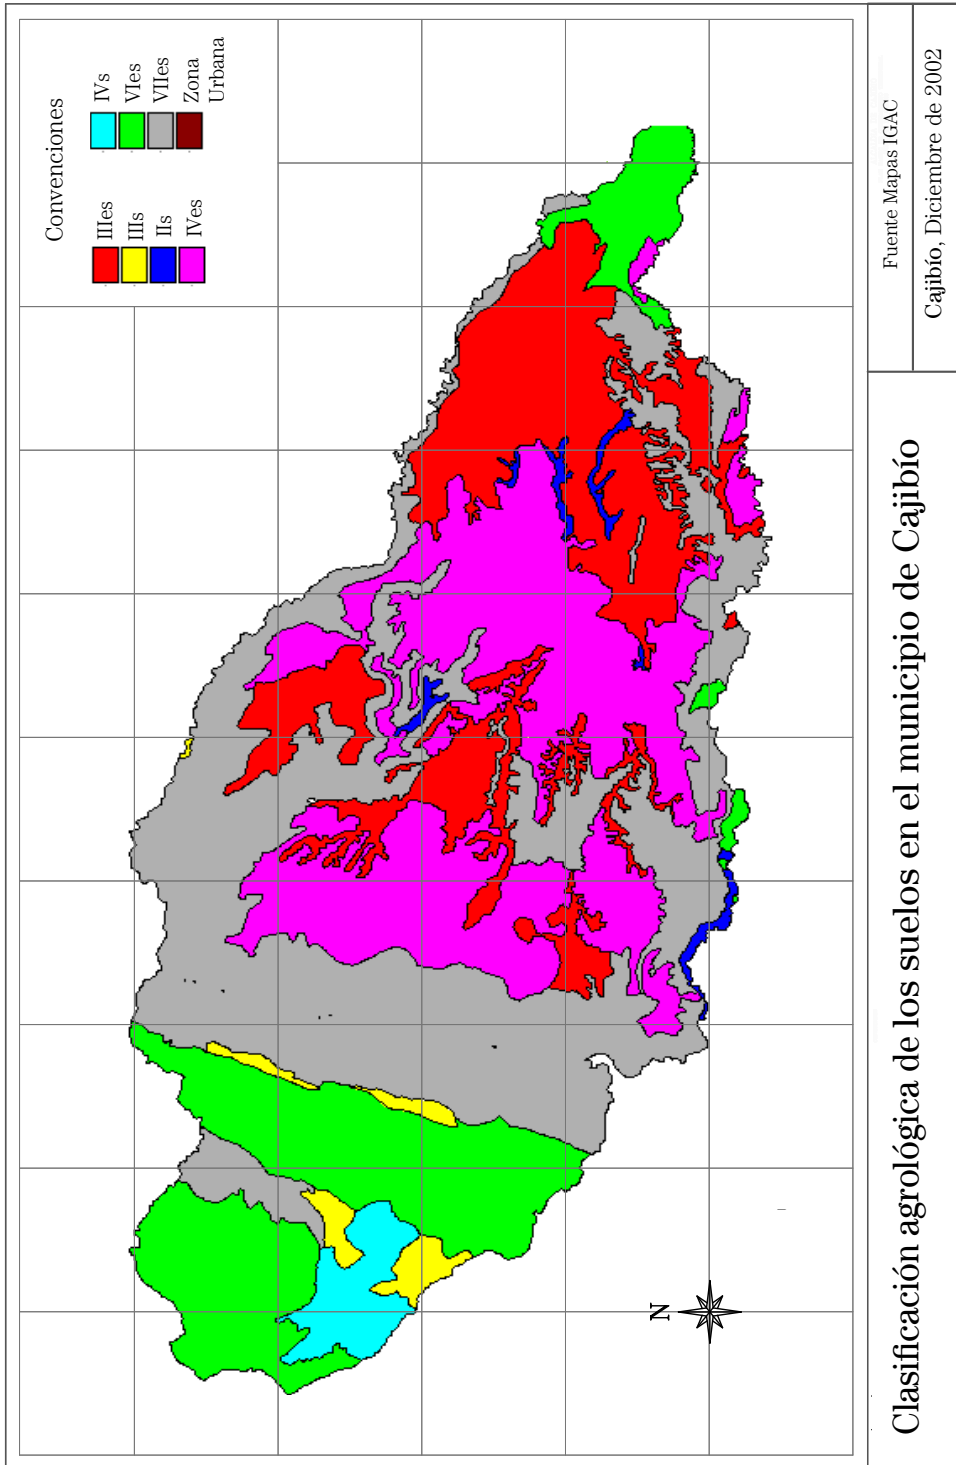 Convenciones
IIIes
IIIs
IIs
IVes
IVs
VIes
VIIes
Zona
Urbana
N
Clasificación agrológica de los suelos en el municipio de Cajibío
Fuente Mapas IGAC
Cajibío, Diciembre de 2002